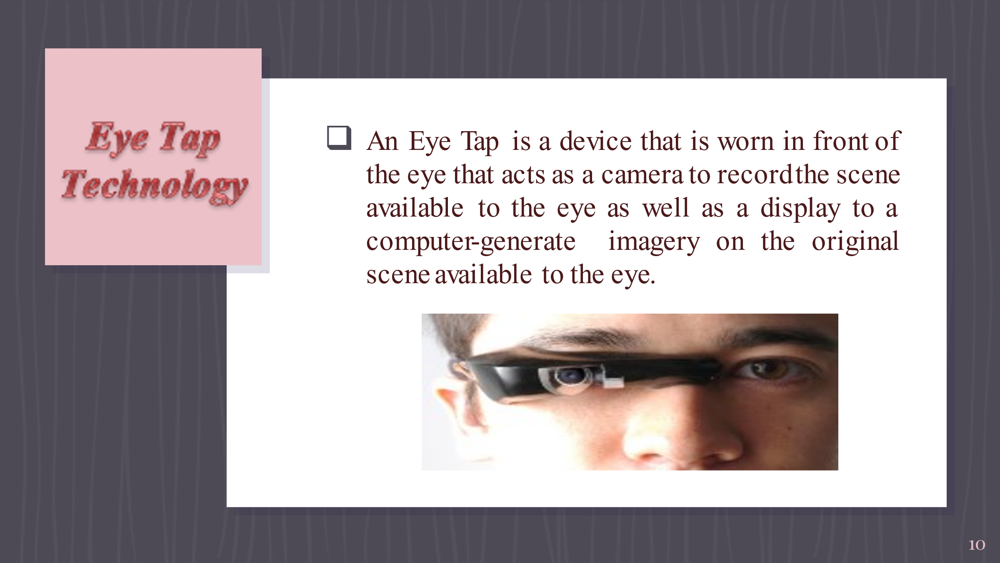 Eye Tap
Technology
An Eye Tap is a device that is worn in front of
the eye that acts as a camera to record the scene
available to the eye as well as a display to a
computer-generate imagery on the original
scene available to the eye.
10